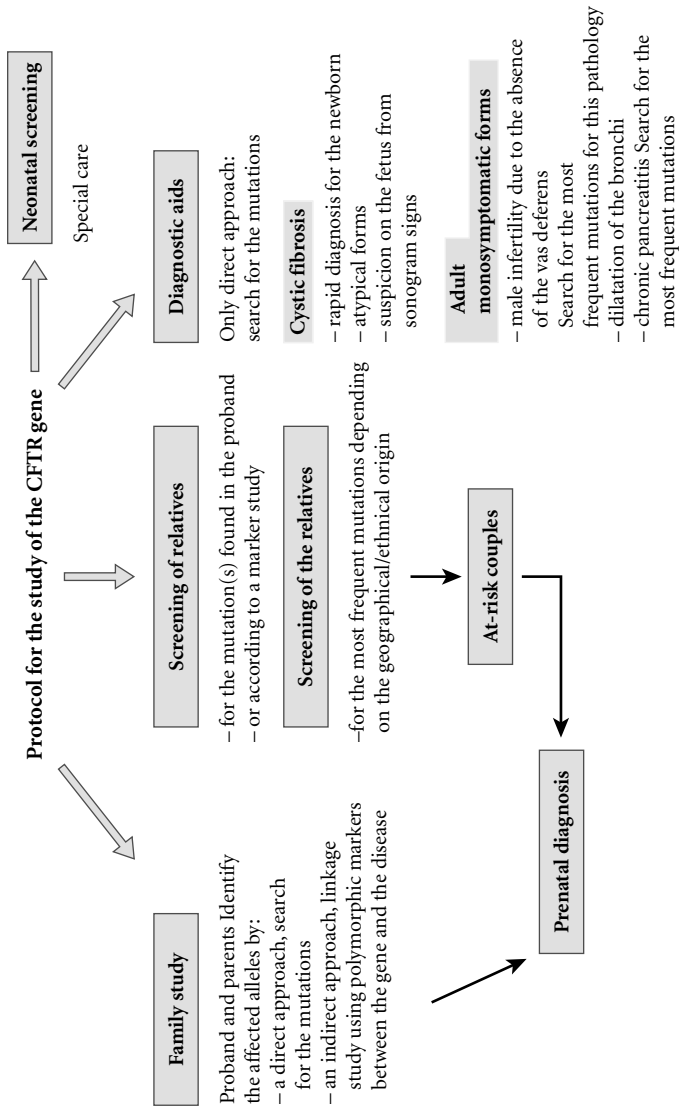 Protocol for the study of the CFTR gene
Neonatal screening
Special care
Family study
Proband and parents Identify
the affected alleles by:
– a direct approach, search
for the mutations
– an indirect approach, linkage
study using polymorphic markers
between the gene and the disease
Screening of relatives
– for the mutation(s) found in the proband
– or according to a marker study
Screening of the relatives
–for the most frequent mutations depending
on the geographical/ethnical origin
At-risk couples
Prenatal diagnosis
Diagnostic aids
Only direct approach:
search for the mutations
Cystic fibrosis
– rapid diagnosis for the newborn
– atypical forms
– suspicion on the fetus from
sonogram signs
Adult
monosymptomatic forms
– male infertility due to the absence
of the vas deferens
Search for the most
frequent mutations for this pathology
– dilatation of the bronchi
– chronic pancreatitis Search for the
most frequent mutations